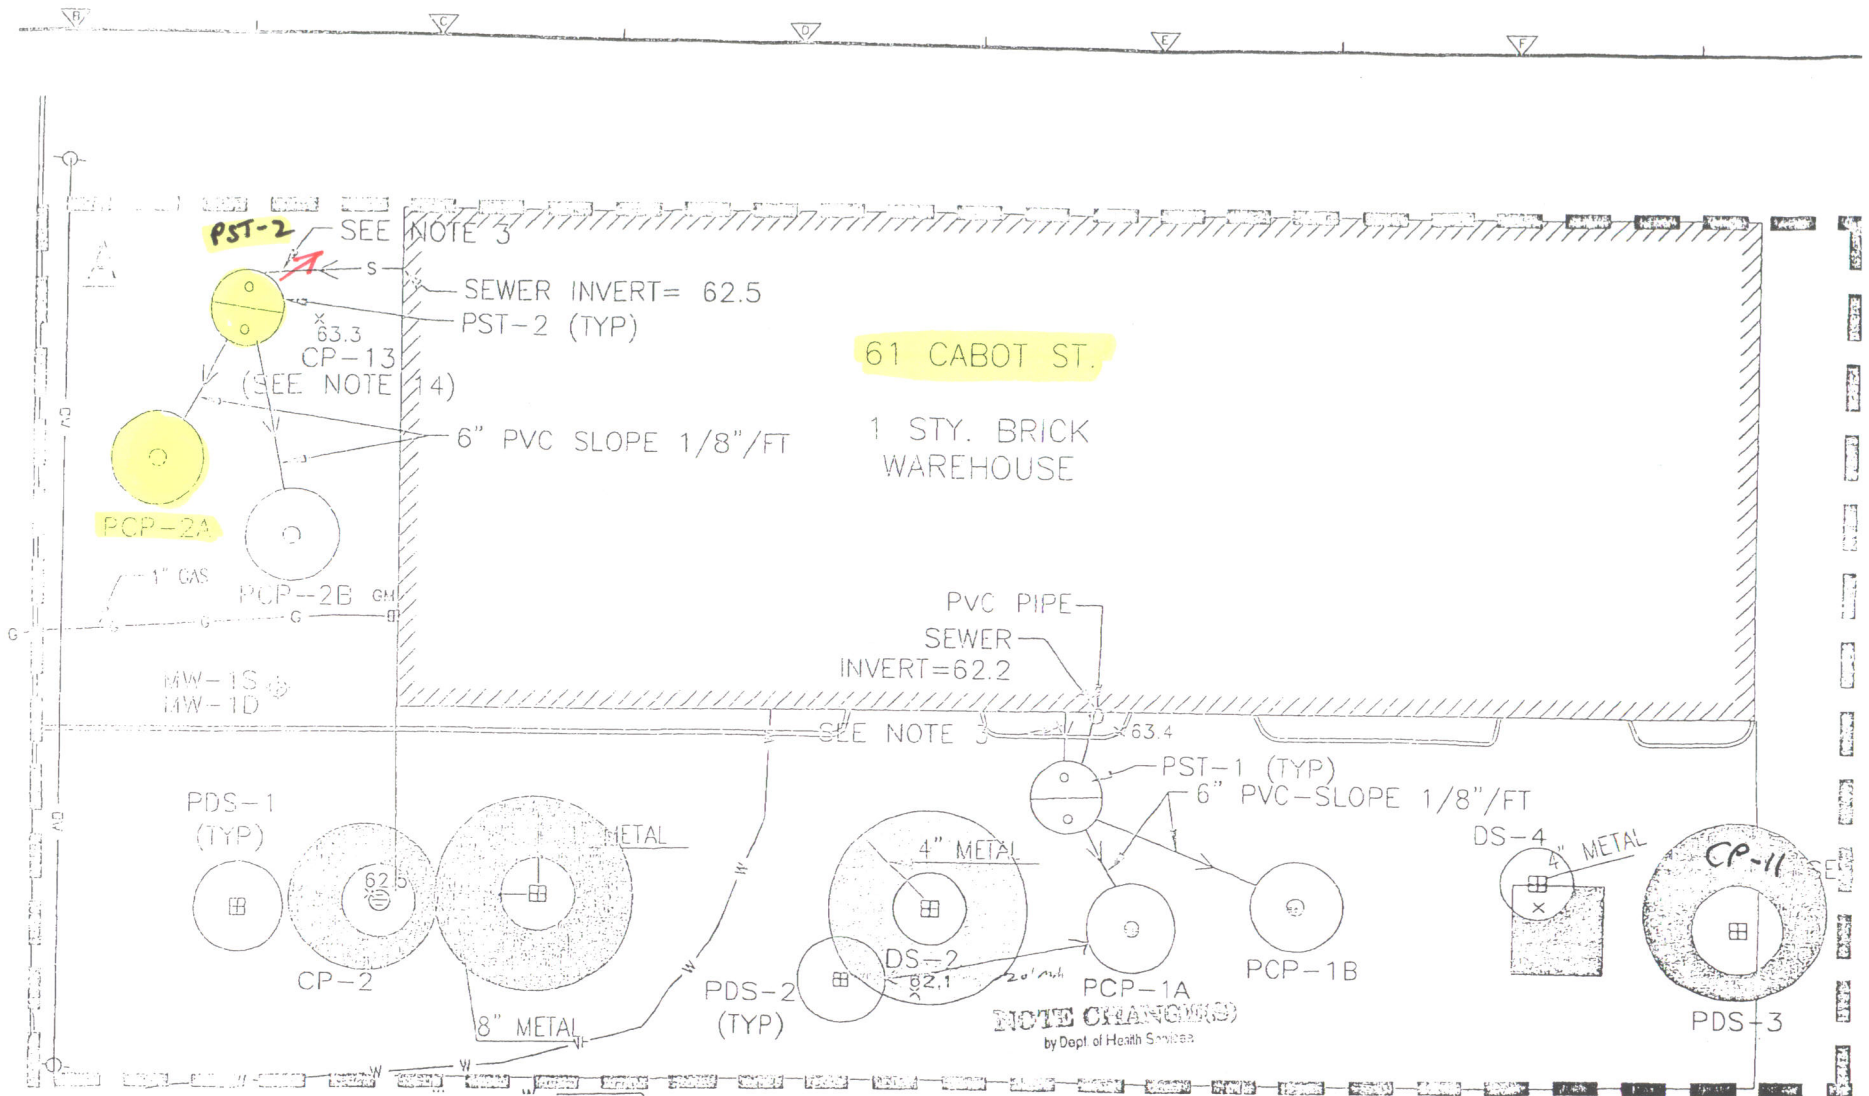 B
C
D
E
F
PST-2
SEE NOTE 3
A
S
SEWER INVERT= 62.5
PST-2 (TYP)
63.3
CP-13
(SEE NOTE 14)
61 CABOT ST.
6" PVC SLOPE 1/8"/FT
1 STY. BRICK
WAREHOUSE
PCP-2A
1" GAS
PCP-2B
GM
G
G
G
G
PVC PIPE
SEWER
INVERT=62.2
MW-1S
MW-1D
SEE NOTE 3
63.4
W
PST-1 (TYP)
6" PVC-SLOPE 1/8"/FT
PDS-1
(TYP)
METAL
4" METAL
DS-4
4" METAL
CP-11
W
CP-2
DS-2
62.1
W
PDS-2
(TYP)
20' min
PCP-1A
PCP-1B
PDS-3
8" METAL
NOTE CHANGE(S)
by Dept. of Health Services
W
W
W